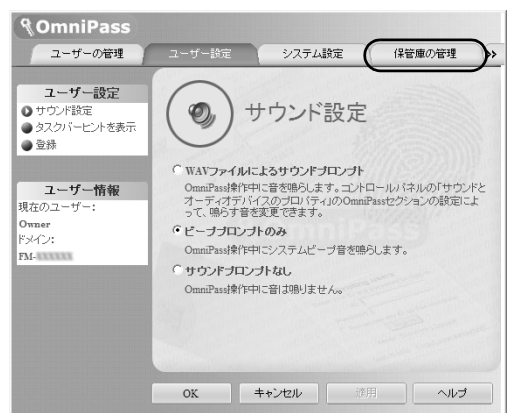 OmniPass
ユーザーの管理 ユーザー設定 システム設定 保管庫の管理
ユーザー設定
サウンド設定
タスクバーヒントを表示
登録
ユーザー情報
現在のユーザー：
Owner
ドメイン：
FM-
サウンド設定
WAVファイルによるサウンドプロンプト
OmniPass操作中に音を鳴らします。コントロールパネルの「サウンドと
オーディオデバイスのプロパティ」のOmniPassセクションの設定によ
って、鳴らす音を変更できます。
ビーププロンプトのみ
OmniPass操作中にシステムビープ音を鳴らします。
サウンドプロンプトなし
OmniPass操作中に音は鳴りません。
OK キャンセル 適用 ヘルプ